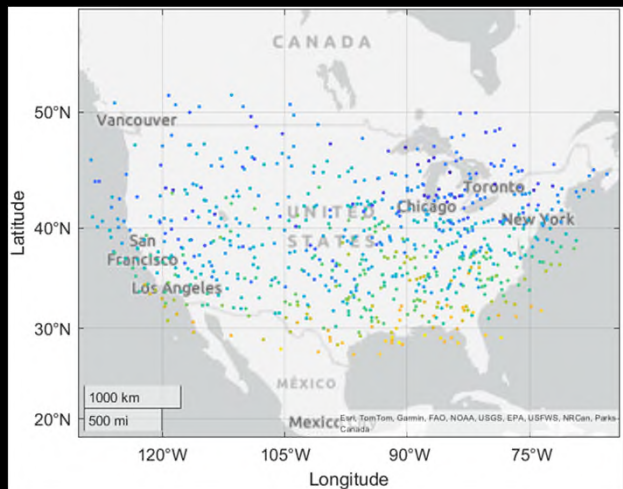 CANADA
50°N
Vancouver
Toronto
UNITED
Chicago
40°N
New York
STATES
San
Francisco
Los Angeles
30°N
MÉXICO
1000 km
500 mi
20°N
Esri, TomTom, Garmin, FAO, NOAA, USGS, EPA, USFWS, NRCan, Parks
Canada
120°W
105°W
90°W
75°W
Latitude
Longitude